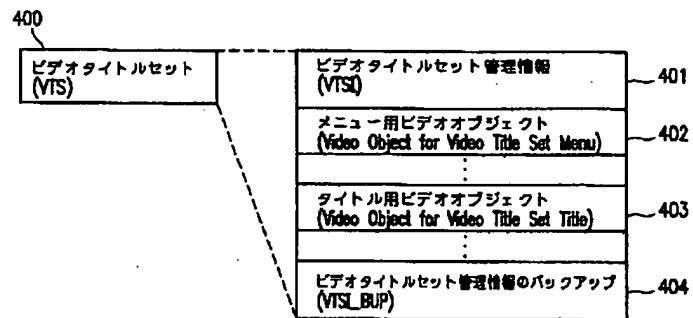 400
ビデオタイトルセット
(VTS)
ビデオタイトルセット管理情報
(VTSI)
401
メニュー用ビデオオブジェクト
(Video Object for Video Title Set Menu)
402
⋮
タイトル用ビデオオブジェクト
(Video Object for Video Title Set Title)
403
⋮
ビデオタイトルセット管理情報のバックアップ
(VTSI_BUP)
404